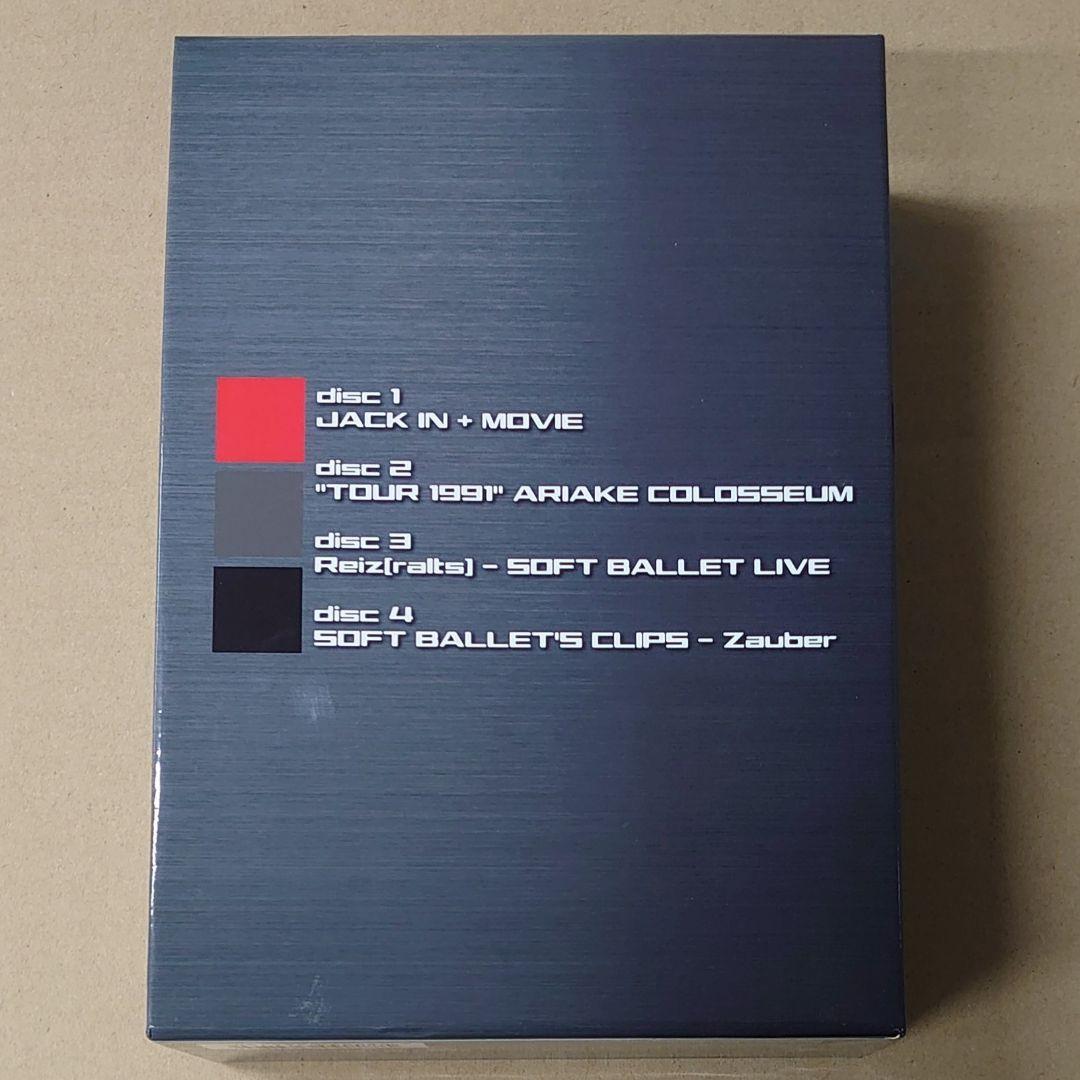 disc 1
JACK IN + MOVIE
disc 2
"TOUR 1991" ARIAKE COLOSSEUM
disc 3
Reiz[ralts] - SOFT BALLET LIVE
disc 4
SOFT BALLET'S CLIPS - Zauber